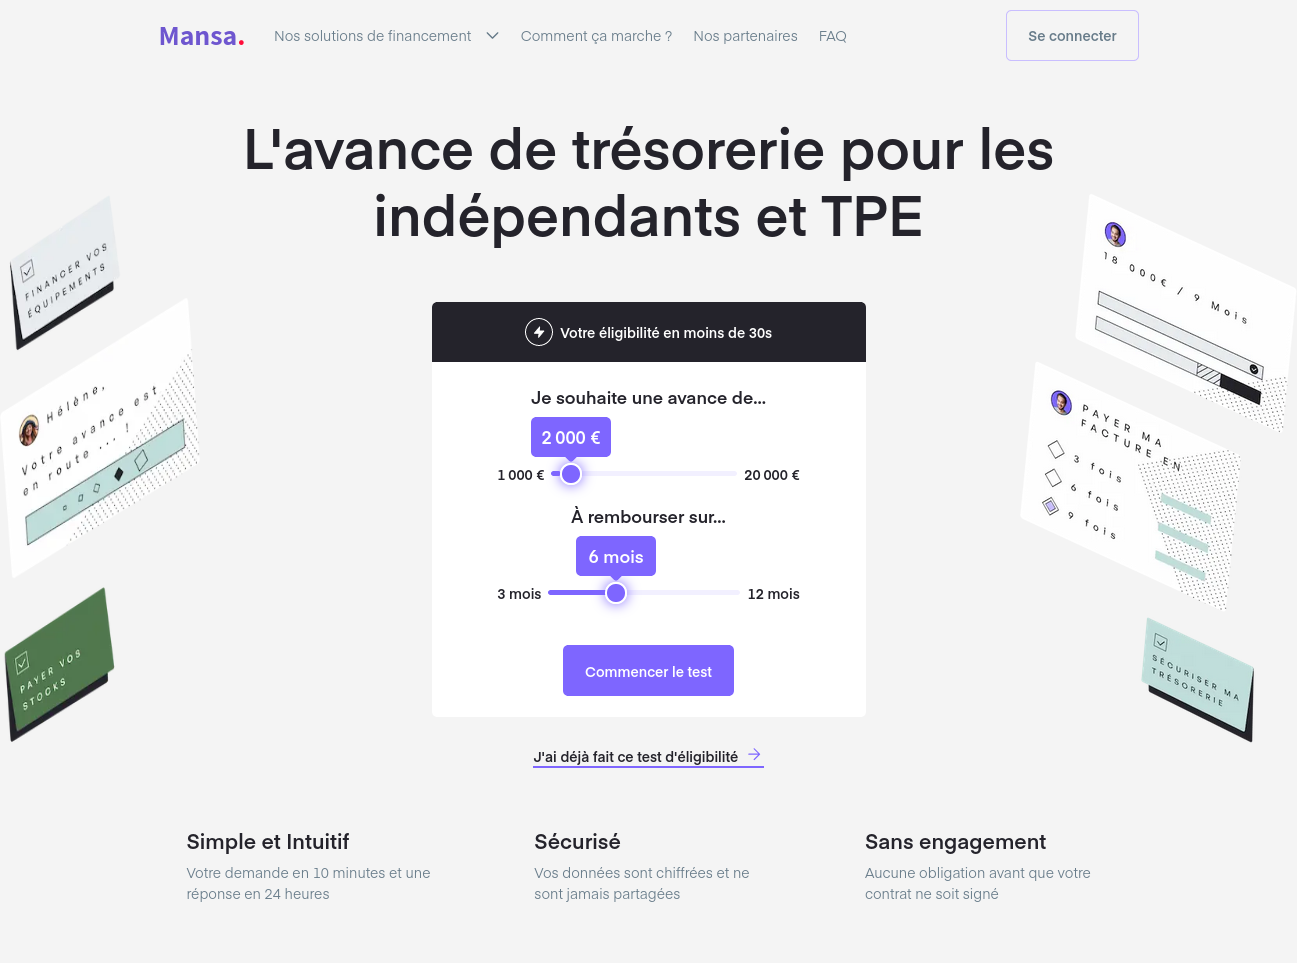 Mansa.
Nos solutions de financement
Comment ça marche ?
Nos partenaires
FAQ
Se connecter
L'avance de trésorerie pour les
indépendants et TPE
FINANCER VOS
ÉQUIPEMENTS
Hélène,
Votre avance est
en route ... !
PAYER VOS
STOCKS
Votre éligibilité en moins de 30s
Je souhaite une avance de...
2 000 €
1 000 €
20 000 €
À rembourser sur...
6 mois
3 mois
12 mois
Commencer le test
J'ai déjà fait ce test d'éligibilité
18 000€ / 9 Mois
PAYER MA
FACTURE EN
3 fois
6 fois
9 fois
SÉCURISER MA
TRÉSORERIE
Simple et Intuitif
Votre demande en 10 minutes et une
réponse en 24 heures
Sécurisé
Vos données sont chiffrées et ne
sont jamais partagées
Sans engagement
Aucune obligation avant que votre
contrat ne soit signé